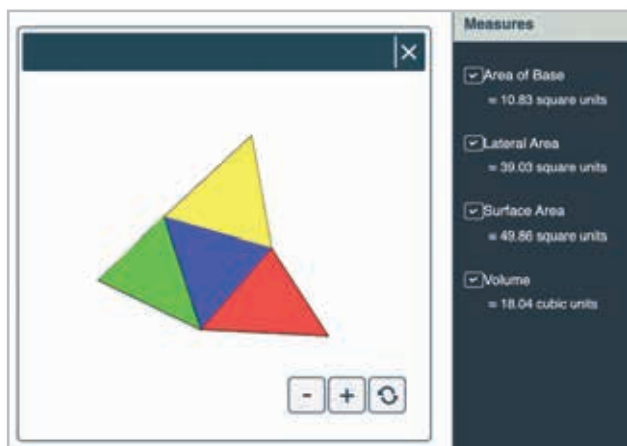 Measures
Area of Base
= 10.83 square units
Lateral Area
= 39.03 square units
Surface Area
= 49.86 square units
Volume
= 18.04 cubic units
- +